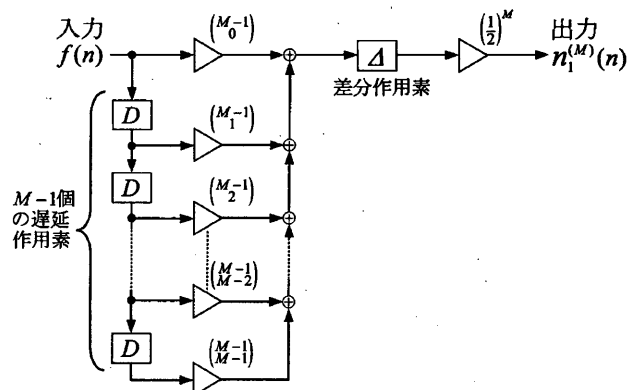 入力
f(n)
(M-1 0)
(1/2)^M
出力
n₁^(M)(n)
Δ
差分作用素
D
(M-1 1)
D
(M-1 2)
M-1個
の遅延
作用素
(M-1 M-2)
D
(M-1 M-1)